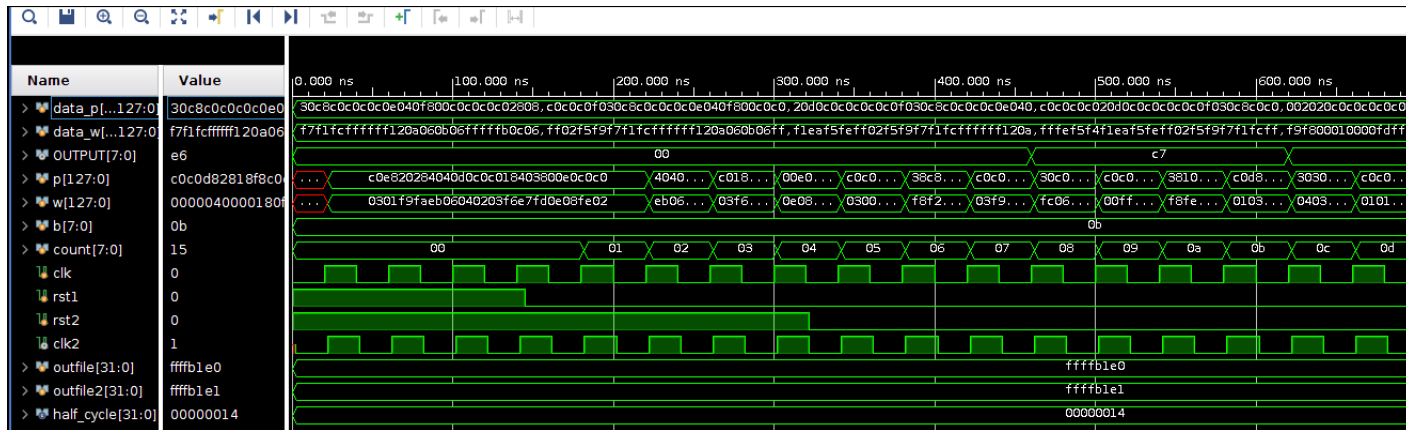 Name Value 0.000 ns 100.000 ns 200.000 ns 300.000 ns 400.000 ns 500.000 ns 600.000 ns
data_p[...127:0] 30c8c0c0c0c0e0 30c8c0c0c0c0e040f800c0c0c0c02808,c0c0c0f030c8c0c0c0c0e040f800c0c0,20d0c0c0c0c0c0f030c8c0c0c0c0e040,c0c0c0c020d0c0c0c0c0c0f030c8c0c0,002020c0c0c0c0c0
data_w[...127:0] f7f1fcffffff120a06 f7f1fcffffff120a060b06fffffb0c06,ff02f5f9f7f1fcffffff120a060b06ff,f1eaf5feff02f5f9f7f1fcffffff120a,fffef5f4f1eaf5feff02f5f9f7f1fcff,f9f800010000fdff
OUTPUT[7:0] e6 00 c7
p[127:0] c0c0d82818f8c0 ... c0e820284040d0c0c018403800e0c0c0 4040... c018... 00e0... c0c0... 38c8... c0c0... 30c0... c0c0... 3810... c0d8... 3030... c0c0...
w[127:0] 0000040000180f ... 0301f9faeb06040203f6e7fd0e08fe02 eb06... 03f6... 0e08... 0300... f8f2... 03f9... fc06... 00ff... f8fe... 0103... 0403... 0101...
b[7:0] 0b 0b
count[7:0] 15 00 01 02 03 04 05 06 07 08 09 0a 0b 0c 0d
clk 0
rst1 0
rst2 0
clk2 1
outfile[31:0] ffffb1e0 ffffb1e0
outfile2[31:0] ffffb1e1 ffffb1e1
half_cycle[31:0] 00000014 00000014